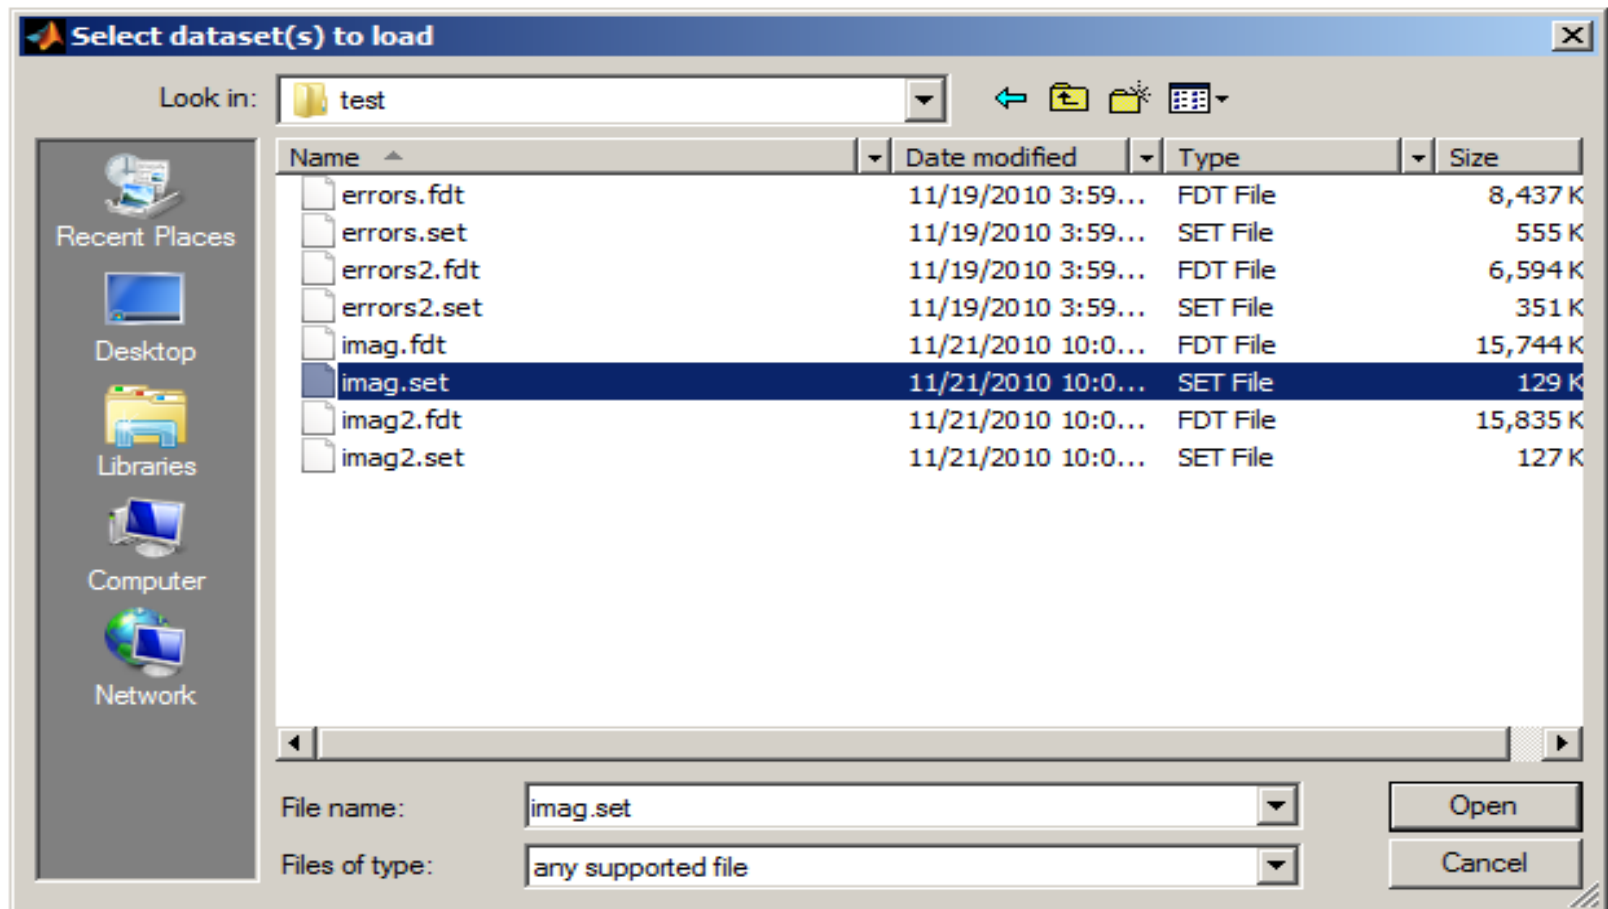 Select dataset(s) to load
Look in: test
Name Date modified Type Size
errors.fdt 11/19/2010 3:59... FDT File 8,437 K
errors.set 11/19/2010 3:59... SET File 555 K
errors2.fdt 11/19/2010 3:59... FDT File 6,594 K
errors2.set 11/19/2010 3:59... SET File 351 K
imag.fdt 11/21/2010 10:0... FDT File 15,744 K
imag.set 11/21/2010 10:0... SET File 129 K
imag2.fdt 11/21/2010 10:0... FDT File 15,835 K
imag2.set 11/21/2010 10:0... SET File 127 K
Recent Places
Desktop
Libraries
Computer
Network
File name: imag.set Open
Files of type: any supported file Cancel